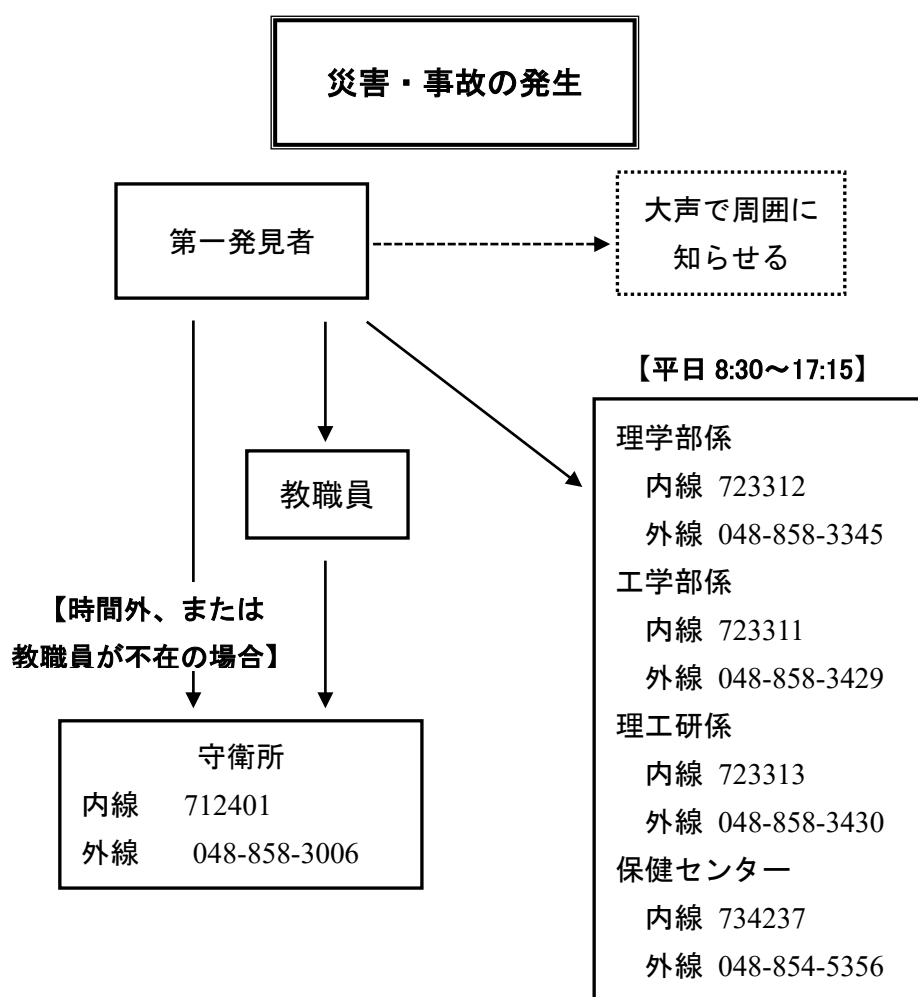 災害・事故の発生
第一発見者
大声で周囲に
知らせる
【平日 8:30～17:15】
理学部係
内線 723312
外線 048-858-3345
工学部係
内線 723311
外線 048-858-3429
理工研係
内線 723313
外線 048-858-3430
保健センター
内線 734237
外線 048-854-5356
教職員
【時間外、または
教職員が不在の場合】
守衛所
内線 712401
外線 048-858-3006